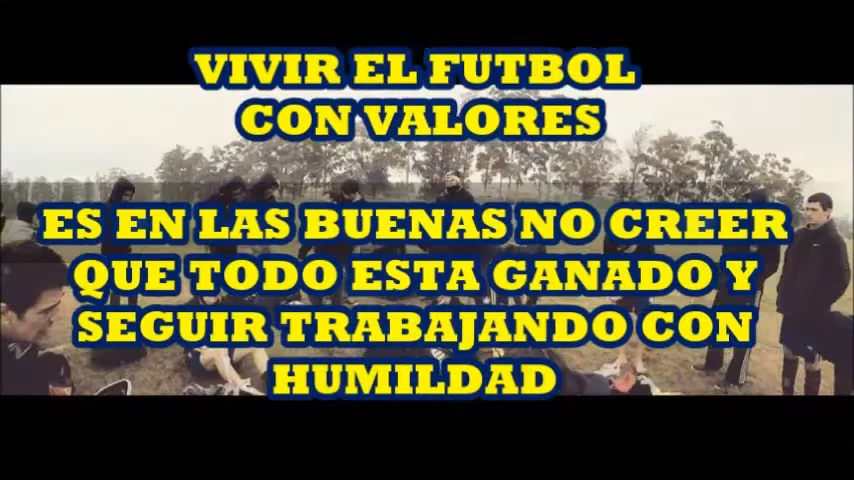 VIVIR EL FUTBOL
CON VALORES
ES EN LAS BUENAS NO CREER
QUE TODO ESTA GANADO Y
SEGUIR TRABAJANDO CON
HUMILDAD